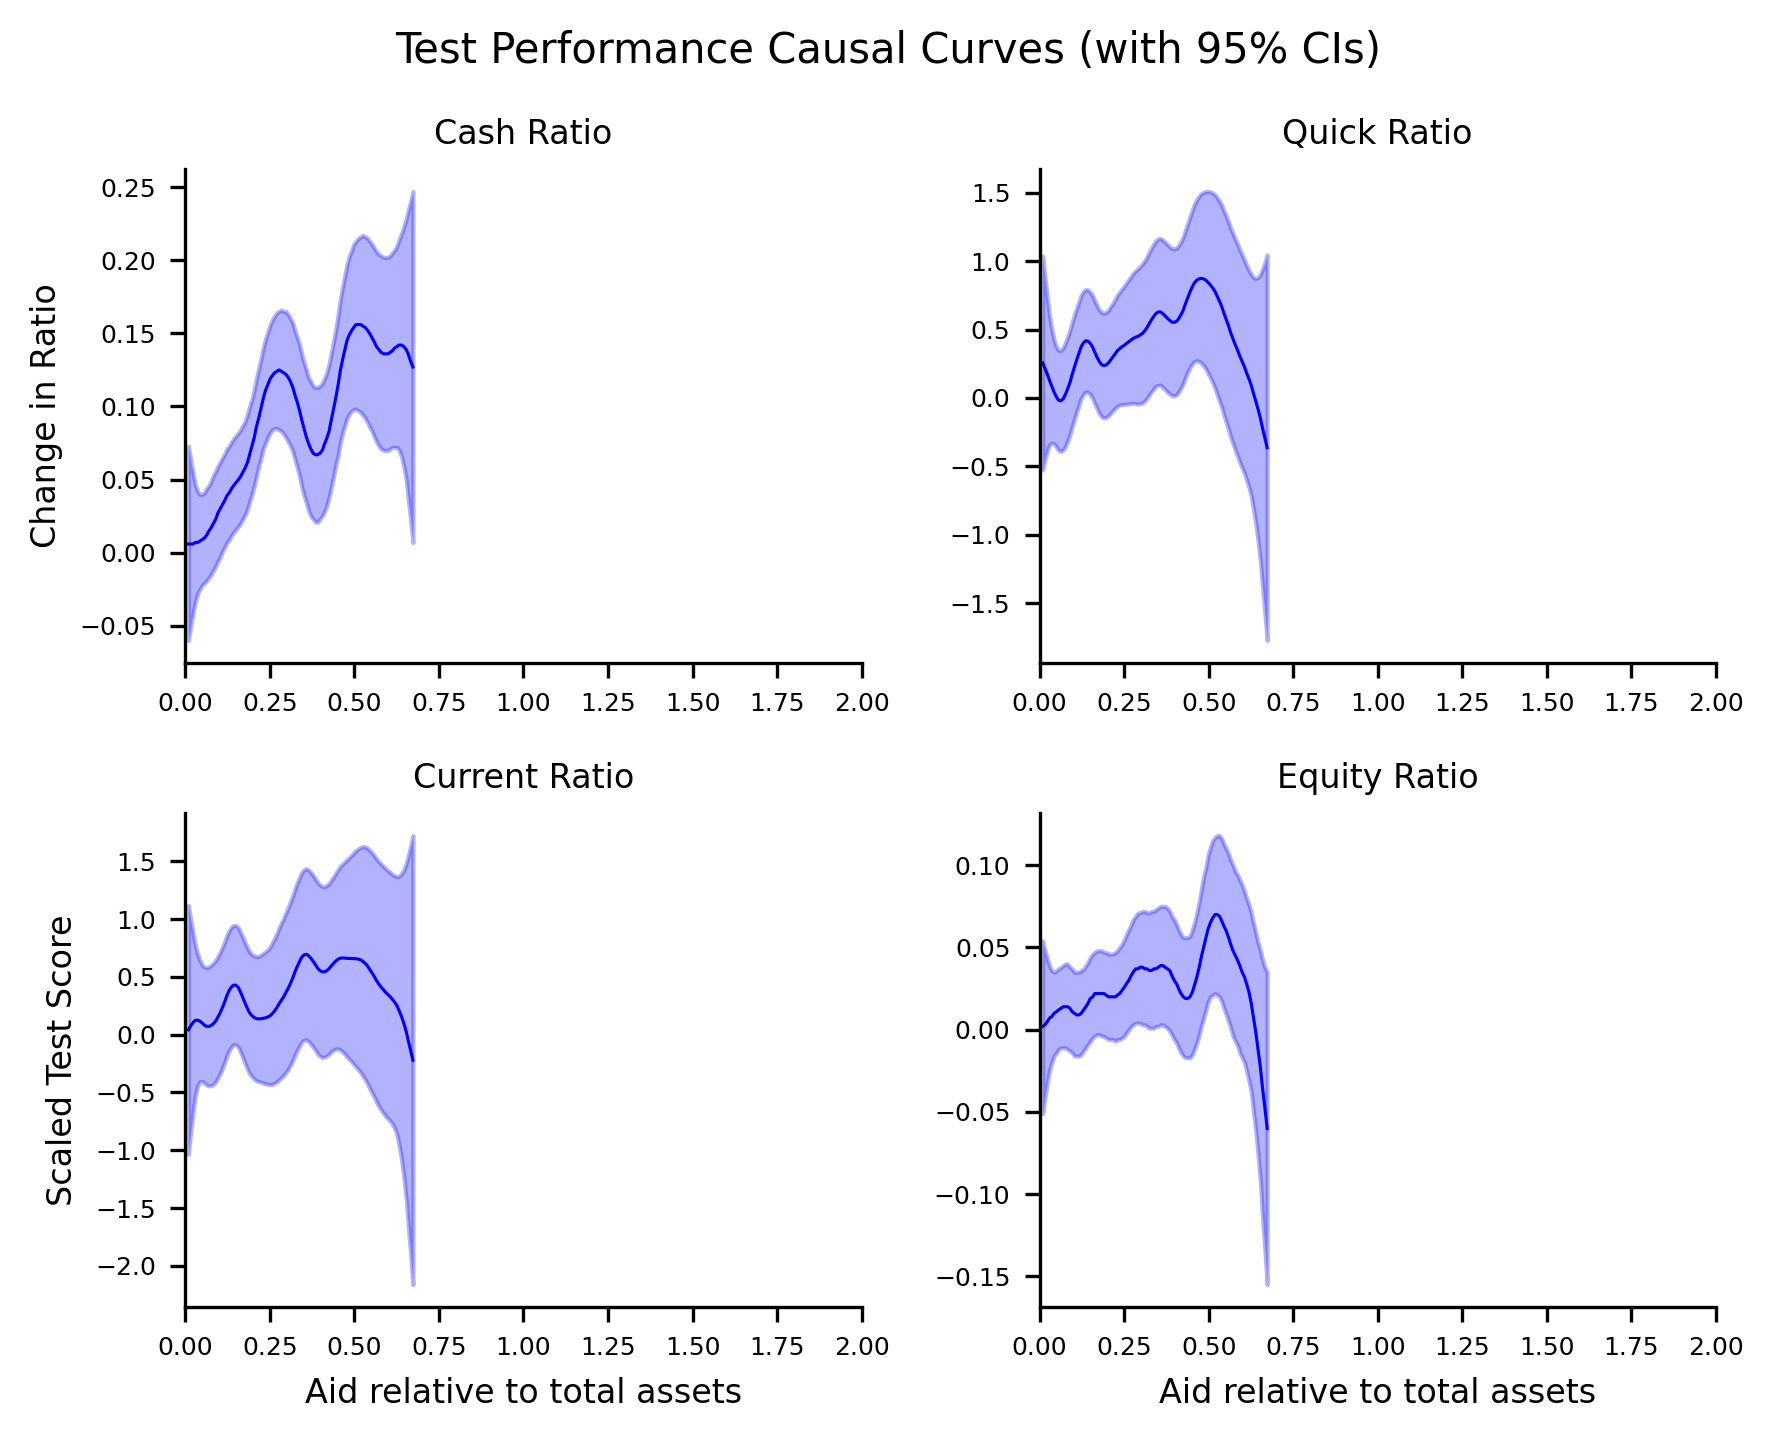 Test Performance Causal Curves (with 95% CIs)
Cash Ratio
Change in Ratio
0.25
0.20
0.15
0.10
0.05
0.00
−0.05
0.00 0.25 0.50 0.75 1.00 1.25 1.50 1.75 2.00
Quick Ratio
1.5
1.0
0.5
0.0
−0.5
−1.0
−1.5
0.00 0.25 0.50 0.75 1.00 1.25 1.50 1.75 2.00
Current Ratio
Scaled Test Score
1.5
1.0
0.5
0.0
−0.5
−1.0
−1.5
−2.0
0.00 0.25 0.50 0.75 1.00 1.25 1.50 1.75 2.00
Aid relative to total assets
Equity Ratio
0.10
0.05
0.00
−0.05
−0.10
−0.15
0.00 0.25 0.50 0.75 1.00 1.25 1.50 1.75 2.00
Aid relative to total assets